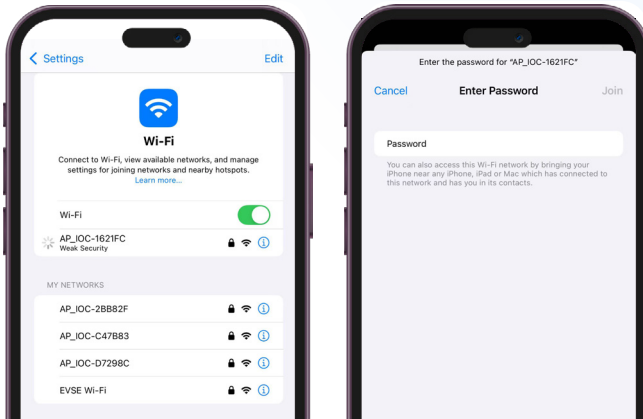 Settings
Edit
Wi-Fi
Connect to Wi-Fi, view available networks, and manage
settings for joining networks and nearby hotspots.
Learn more...
Wi-Fi
AP_IOC-1621FC
Weak Security
MY NETWORKS
AP_IOC-2BB82F
AP_IOC-C47B83
AP_IOC-D7298C
EVSE Wi-Fi
Enter the password for “AP_IOC-1621FC”
Cancel
Enter Password
Join
Password
You can also access this Wi-Fi network by bringing your
iPhone near any iPhone, iPad or Mac which has connected to
this network and has you in its contacts.